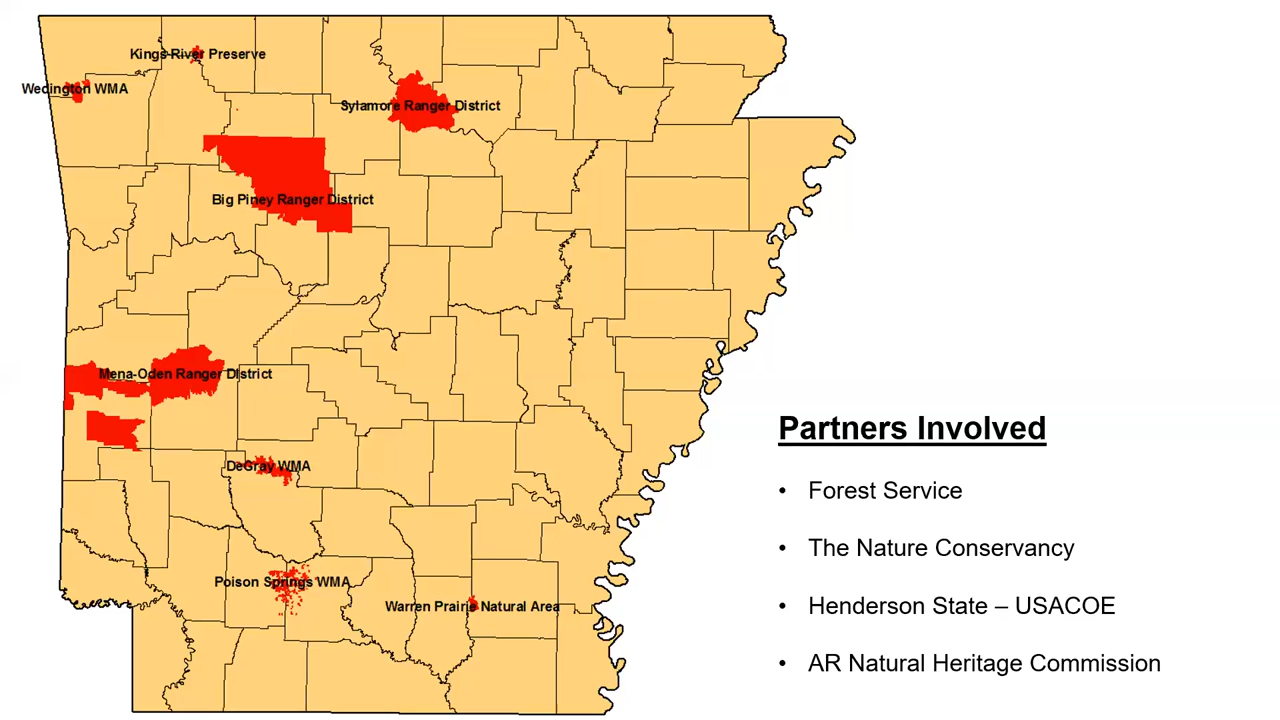 Kings River Preserve
Wedington WMA
Sylamore Ranger District
Big Piney Ranger District
Mena-Oden Ranger District
DeGray WMA
Poison Springs WMA
Warren Prairie Natural Area
Partners Involved
• Forest Service
• The Nature Conservancy
• Henderson State – USACOE
• AR Natural Heritage Commission